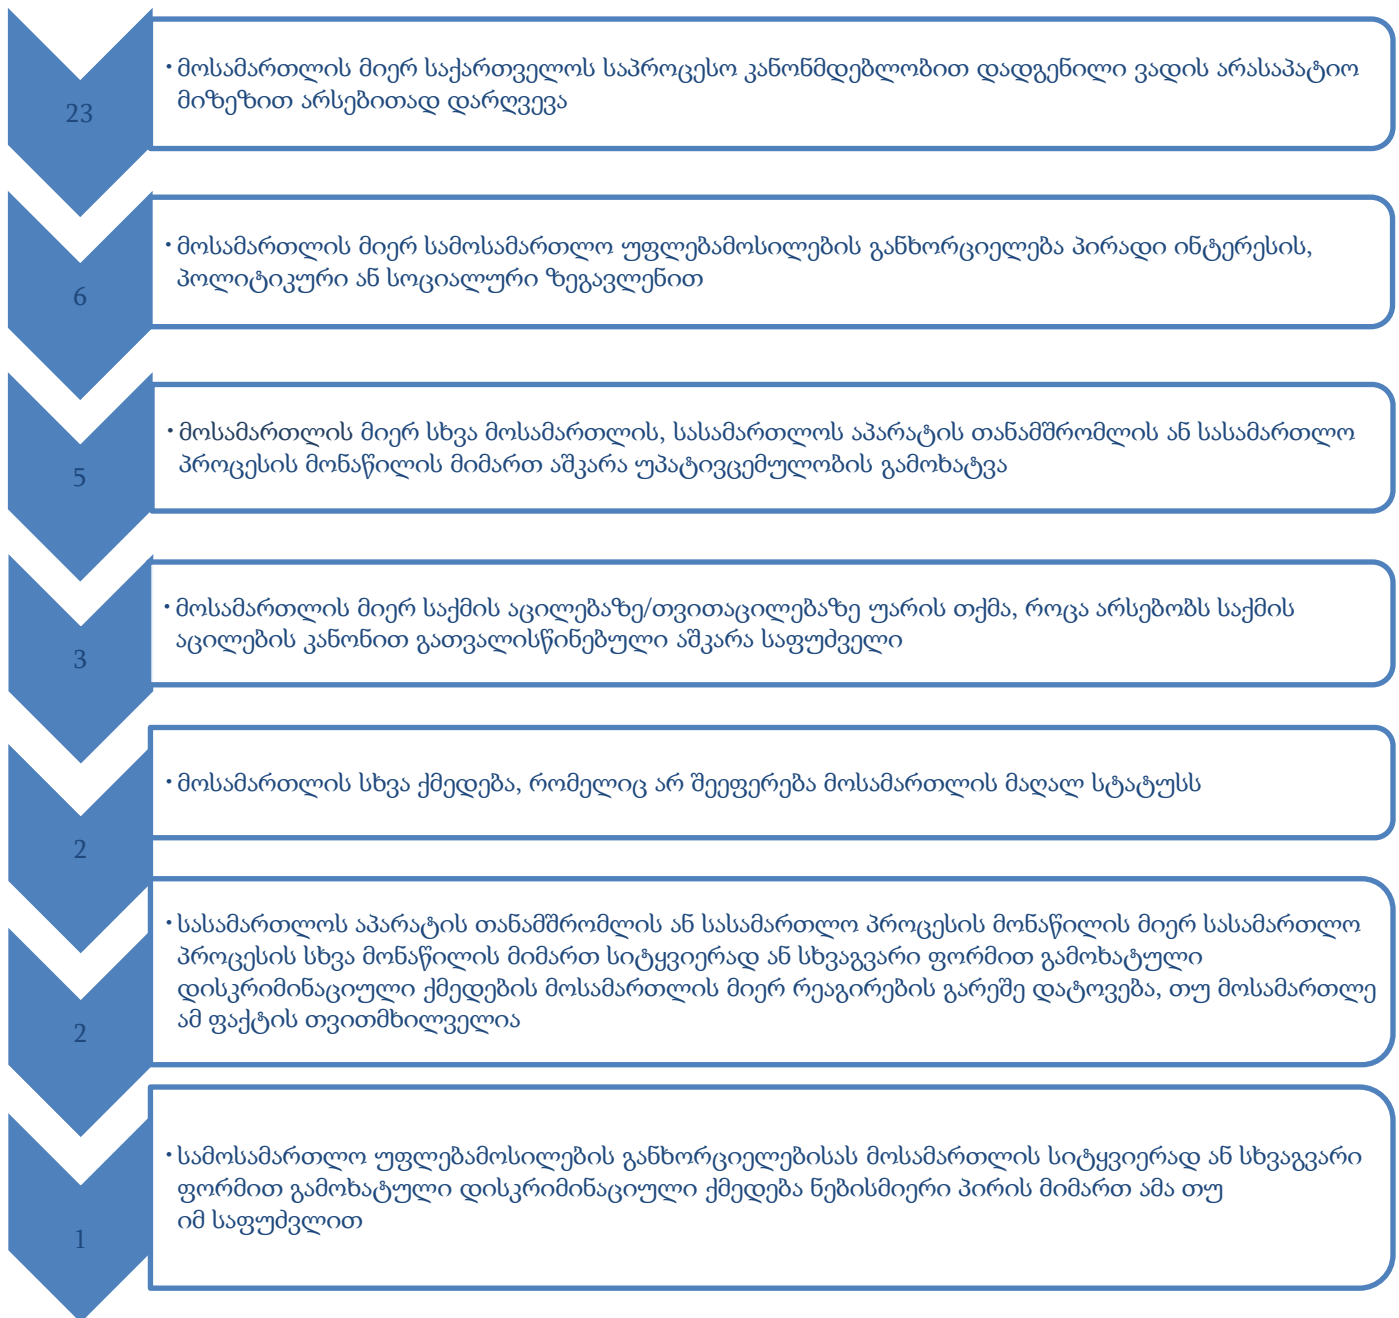 23
· მოსამართლის მიერ საქართველოს საპროცესო კანონმდებლობით დადგენილი ვადის არასაპატიო
მიზეზით არსებითად დარღვევა
6
· მოსამართლის მიერ სამოსამართლო უფლებამოსილების განხორციელება პირადი ინტერესის,
პოლიტიკური ან სოციალური ზეგავლენით
5
· მოსამართლის მიერ სხვა მოსამართლის, სასამართლოს აპარატის თანამშრომლის ან სასამართლო
პროცესის მონაწილის მიმართ აშკარა უპატივცემულობის გამოხატვა
3
· მოსამართლის მიერ საქმის აცილებაზე/თვითაცილებაზე უარის თქმა, როცა არსებობს საქმის
აცილების კანონით გათვალისწინებული აშკარა საფუძველი
2
· მოსამართლის სხვა ქმედება, რომელიც არ შეეფერება მოსამართლის მაღალ სტატუსს
2
· სასამართლოს აპარატის თანამშრომლის ან სასამართლო პროცესის მონაწილის მიერ სასამართლო
პროცესის სხვა მონაწილის მიმართ სიტყვიერად ან სხვაგვარი ფორმით გამოხატული
დისკრიმინაციული ქმედების მოსამართლის მიერ რეაგირების გარეშე დატოვება, თუ მოსამართლე
ამ ფაქტის თვითმხილველია
1
· სამოსამართლო უფლებამოსილების განხორციელებისას მოსამართლის სიტყვიერად ან სხვაგვარი
ფორმით გამოხატული დისკრიმინაციული ქმედება ნებისმიერი პირის მიმართ ამა თუ
იმ საფუძვლით